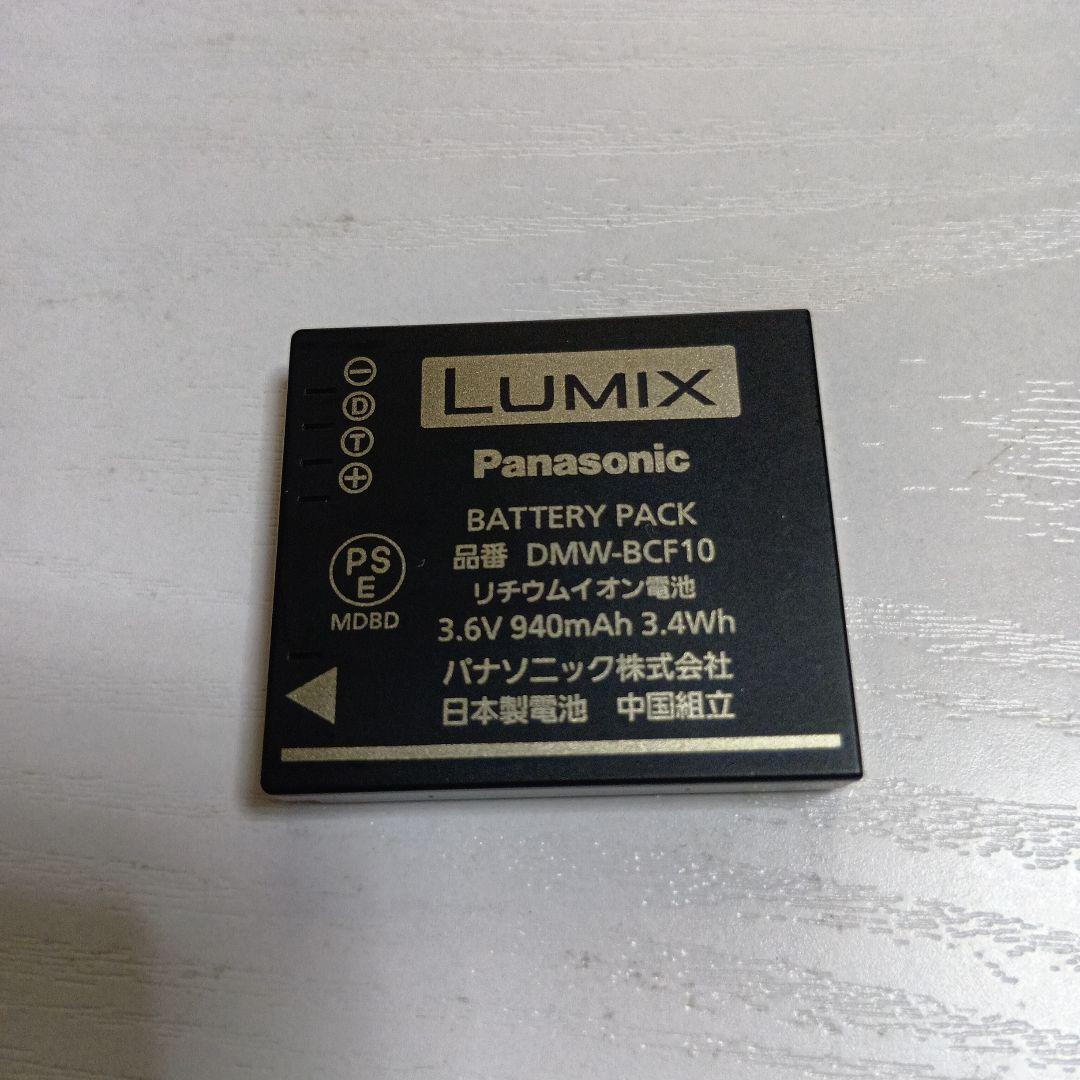 LUMIX
Panasonic
BATTERY PACK
品番 DMW-BCF10
リチウムイオン電池
3.6V 940mAh 3.4Wh
パナソニック株式会社
日本製電池 中国組立
− D T +
PS
E
MDBD